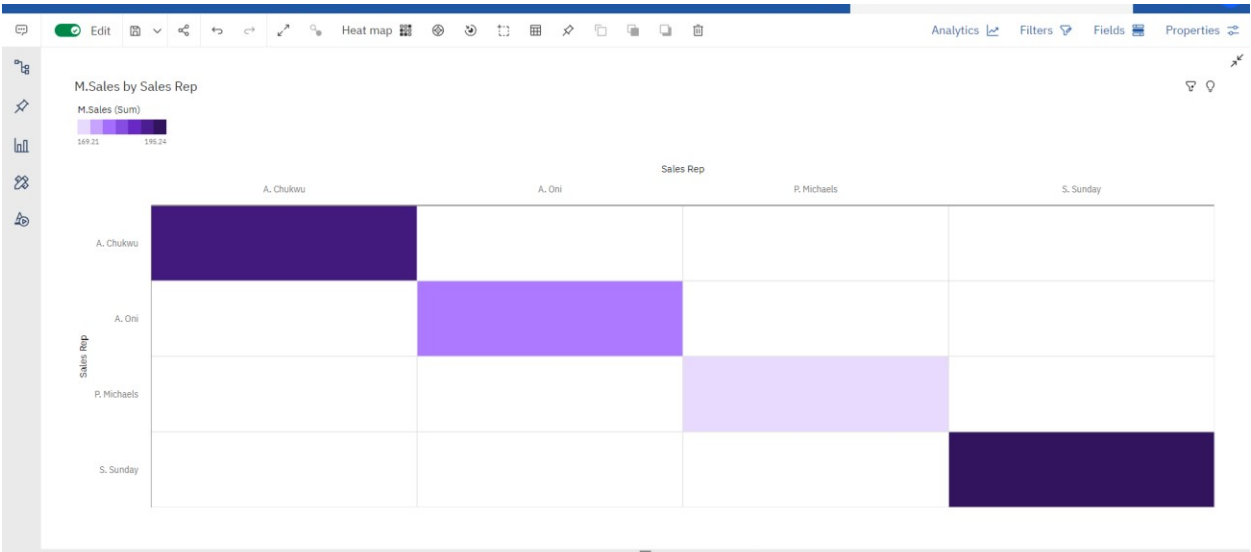 Edit
Heat map
Analytics
Filters
Fields
Properties
M.Sales by Sales Rep
M.Sales (Sum)
169.21 195.24
Sales Rep
A. Chukwu A. Oni P. Michaels S. Sunday
Sales Rep
A. Chukwu
A. Oni
P. Michaels
S. Sunday